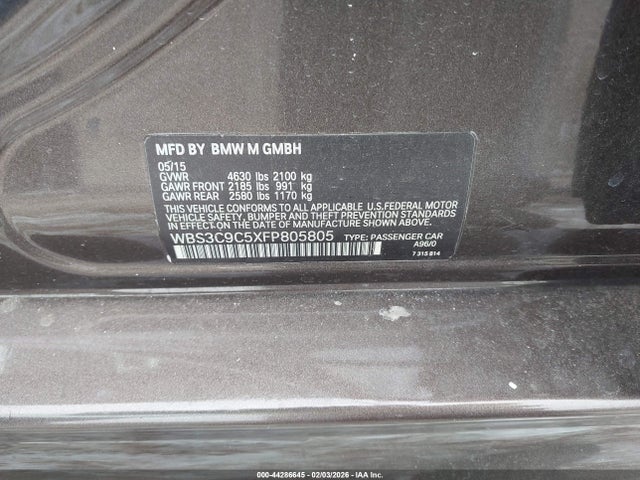 MFD BY BMW M GMBH
05/15
GVWR 4630 lbs 2100 kg
GAWR FRONT 2185 lbs 991 kg
GAWR REAR 2580 lbs 1170 kg
THIS VEHICLE CONFORMS TO ALL APPLICABLE U.S.FEDERAL MOTOR
VEHICLE SAFETY, BUMPER AND THEFT PREVENTION STANDARDS
IN EFFECT ON THE DATE OF MANUFACTURE SHOWN ABOVE.
WBS3C9C5XFP805805 TYPE: PASSENGER CAR
A96/0
7 315 814
000-44286645 - 02/03/2026 - IAAI, Inc.